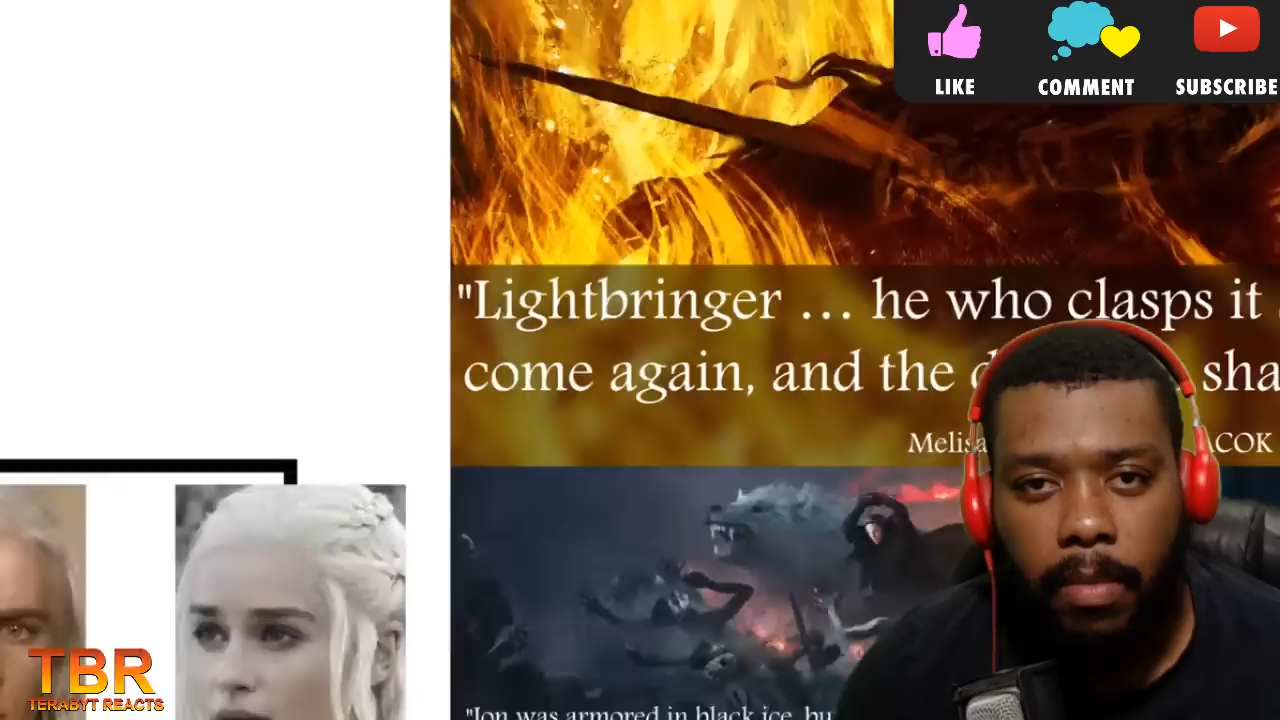 LIKE
COMMENT
SUBSCRIBE
"Lightbringer … he who clasps it
come again, and the sha
Melisa ACOK
"Jon was armored in black ice, bu
TBR
TERABYT REACTS